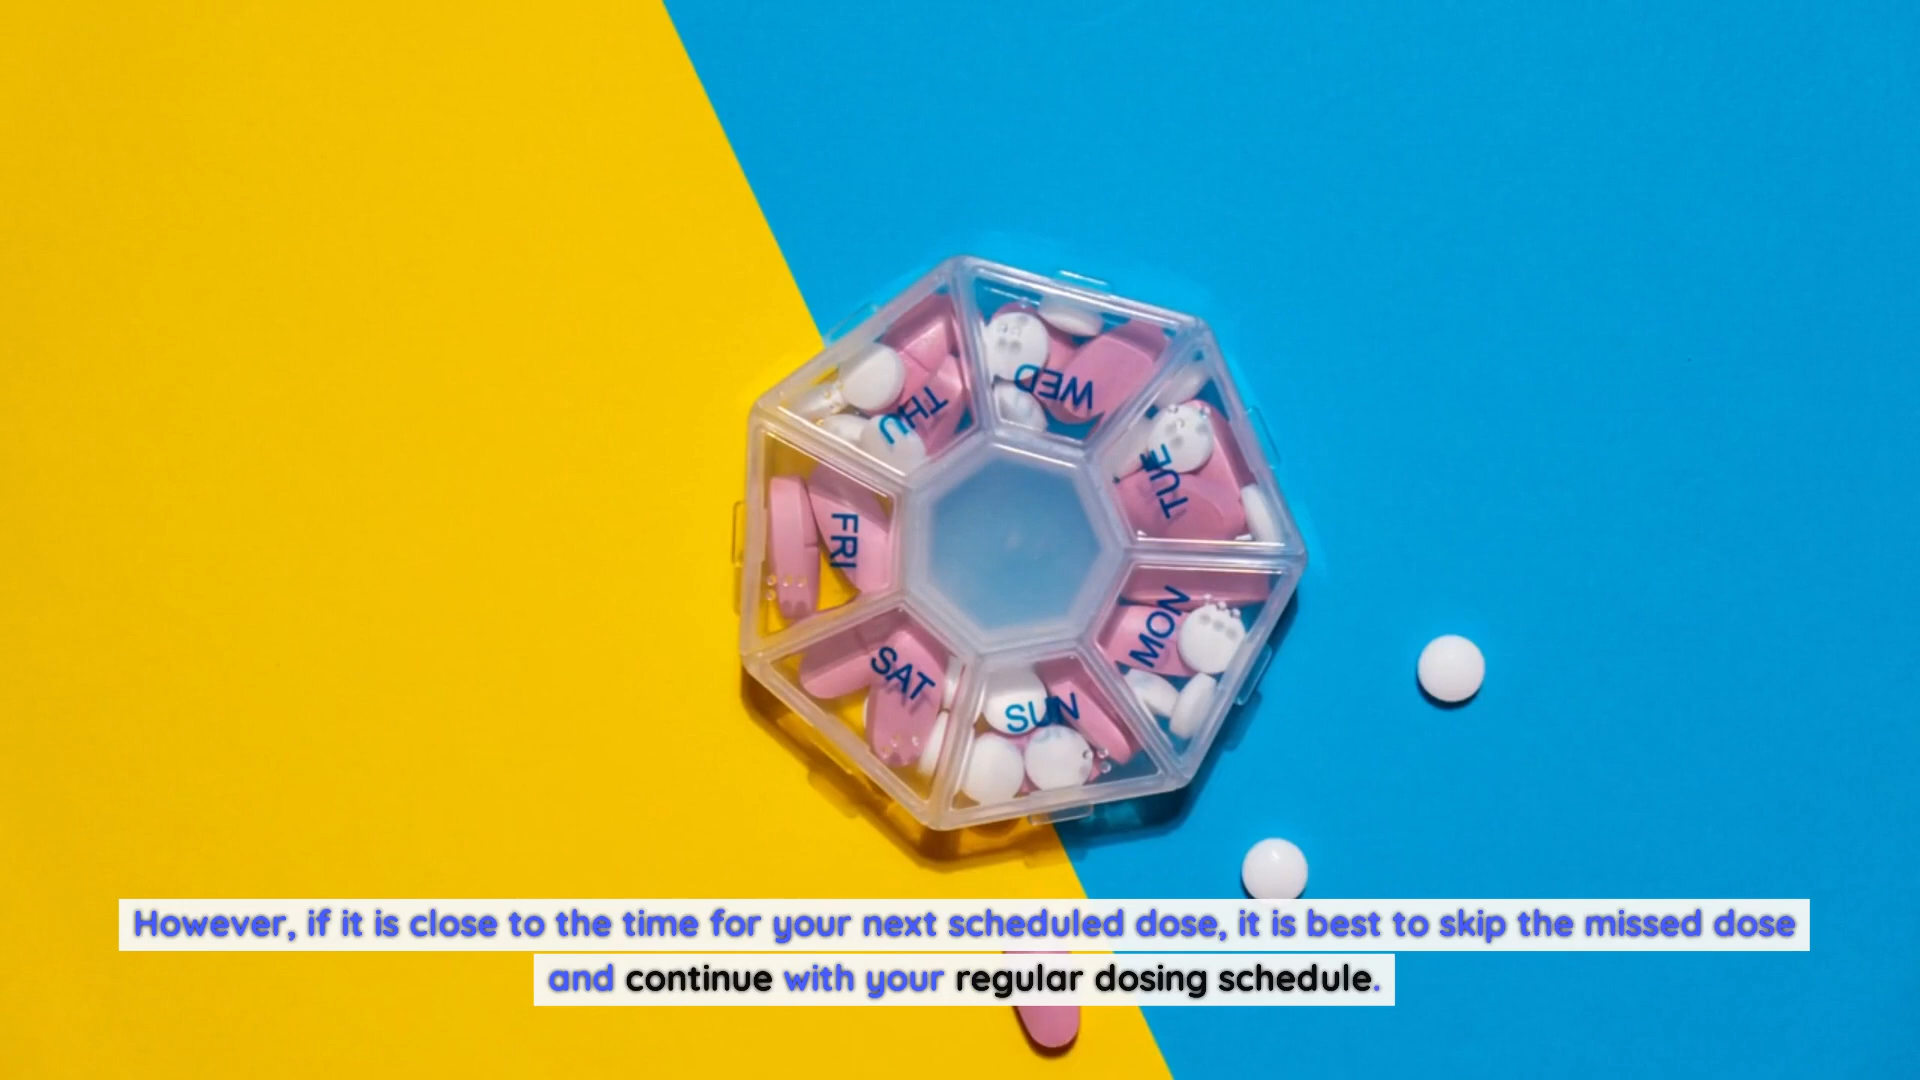 WED
THU
TUE
FRI
MON
SAT
SUN
However, if it is close to the time for your next scheduled dose, it is best to skip the missed dose
and continue with your regular dosing schedule.